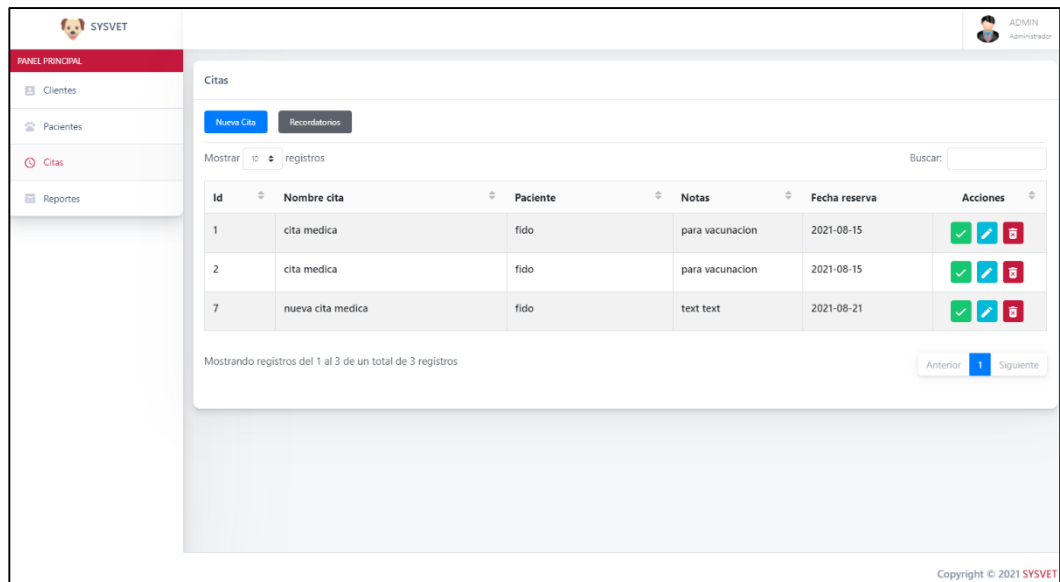 SYSVET
ADMIN
Administrador
PANEL PRINCIPAL
Clientes
Pacientes
Citas
Reportes
Citas
Nueva Cita Recordatorios
Mostrar 10 registros Buscar:
Id Nombre cita Paciente Notas Fecha reserva Acciones
1 cita medica fido para vacunacion 2021-08-15
2 cita medica fido para vacunacion 2021-08-15
7 nueva cita medica fido text text 2021-08-21
Mostrando registros del 1 al 3 de un total de 3 registros Anterior 1 Siguiente
Copyright © 2021 SYSVET